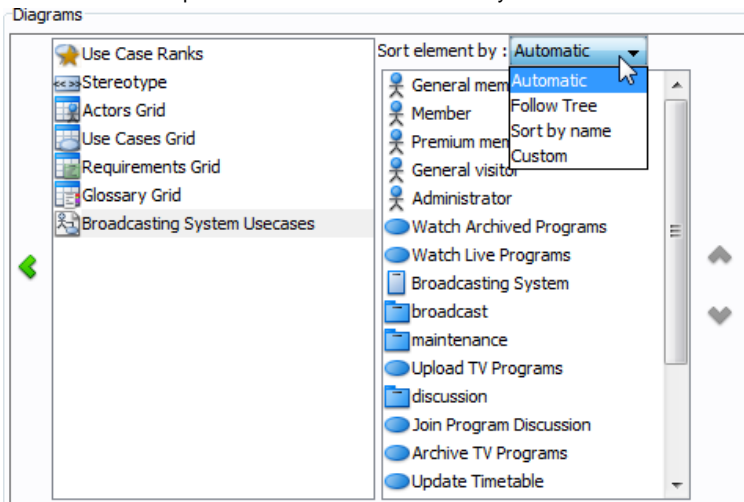 Diagrams
Use Case Ranks
Stereotype
Actors Grid
Use Cases Grid
Requirements Grid
Glossary Grid
Broadcasting System Usecases
Sort element by : Automatic
Automatic
Follow Tree
Sort by name
Custom
General mem
Member
Premium mem
General visitor
Administrator
Watch Archived Programs
Watch Live Programs
Broadcasting System
broadcast
maintenance
Upload TV Programs
discussion
Join Program Discussion
Archive TV Programs
Update Timetable